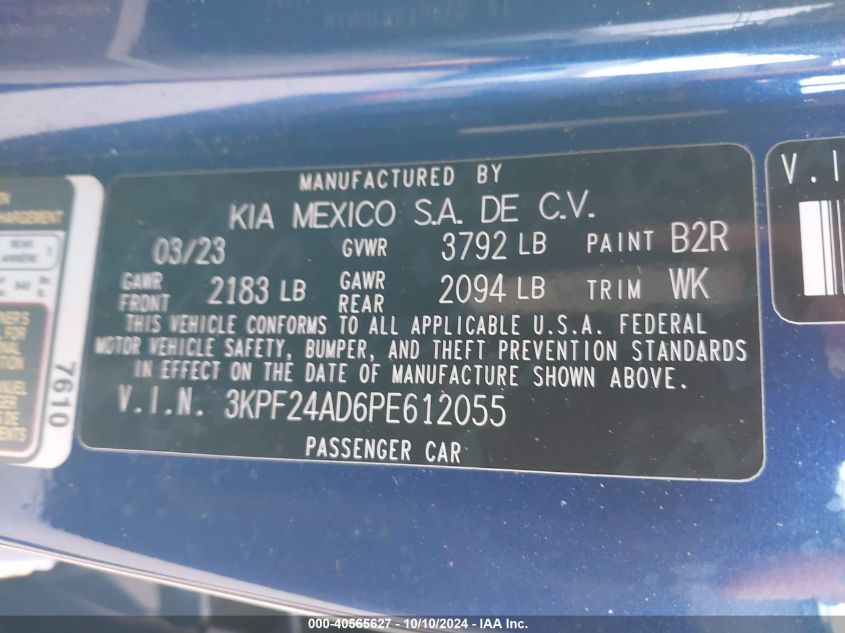 MANUFACTURED BY
KIA MEXICO S.A. DE C.V.
03/23 GVWR 3792 LB PAINT B2R
GAWR FRONT 2183 LB GAWR REAR 2094 LB TRIM WK
THIS VEHICLE CONFORMS TO ALL APPLICABLE U.S.A. FEDERAL
MOTOR VEHICLE SAFETY, BUMPER, AND THEFT PREVENTION STANDARDS
IN EFFECT ON THE DATE OF MANUFACTURE SHOWN ABOVE.
V.I.N. 3KPF24AD6PE612055
PASSENGER CAR
7610
REAR
V.I
000-40565627 - 10/10/2024 - IAA Inc.